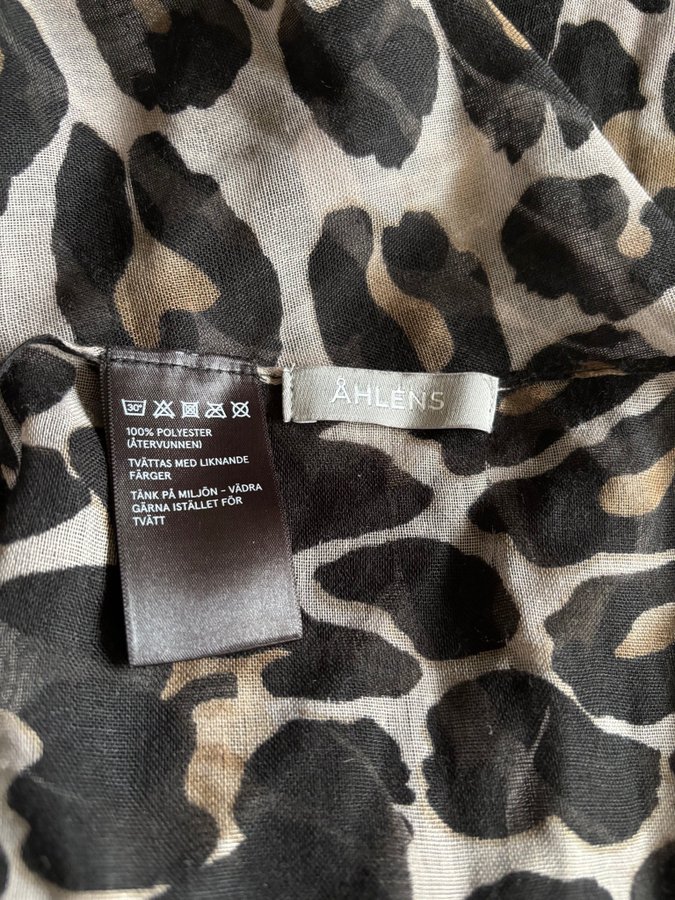 ÅHLÉNS
30°
100% POLYESTER
(ÅTERVUNNEN)
TVÄTTAS MED LIKNANDE
FÄRGER
TÄNK PÅ MILJÖN – VÄDRA
GÄRNA ISTÄLLET FÖR
TVÄTT